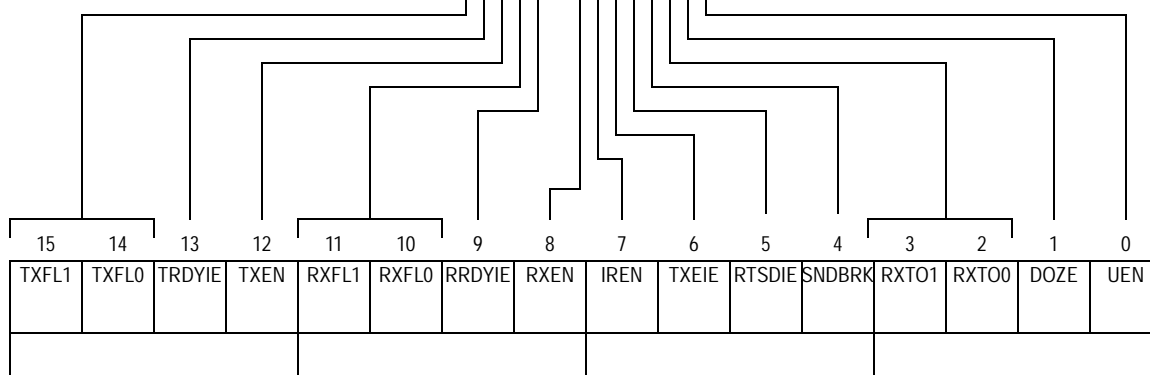 15 14 13 12 11 10 9 8 7 6 5 4 3 2 1 0
TXFL1 TXFL0 TRDYIE TXEN RXFL1 RXFL0 RRDYIE RXEN IREN TXEIE RTSDIE SNDBRK RXTO1 RXTO0 DOZE UEN